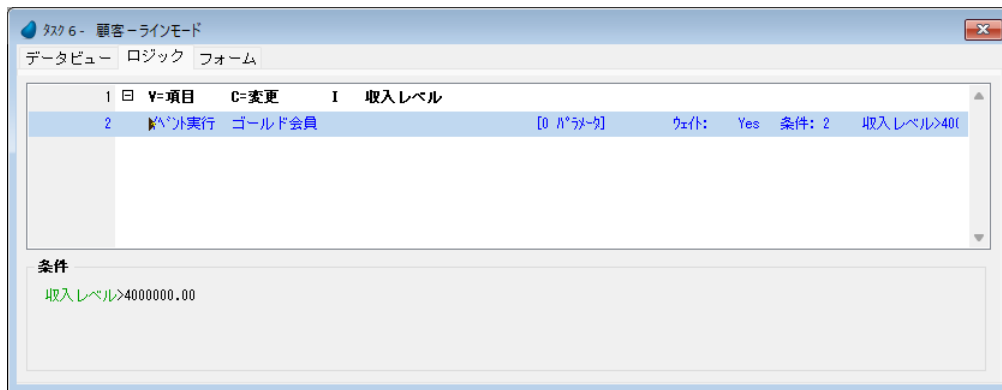 タスク 6 - 顧客－ラインモード
データビュー ロジック フォーム
1 V=項目 C=変更 I 収入レベル
2 イベント実行 ゴールド会員 [0 パラメータ] ウェイト: Yes 条件: 2 収入レベル>400
条件
収入レベル>4000000.00